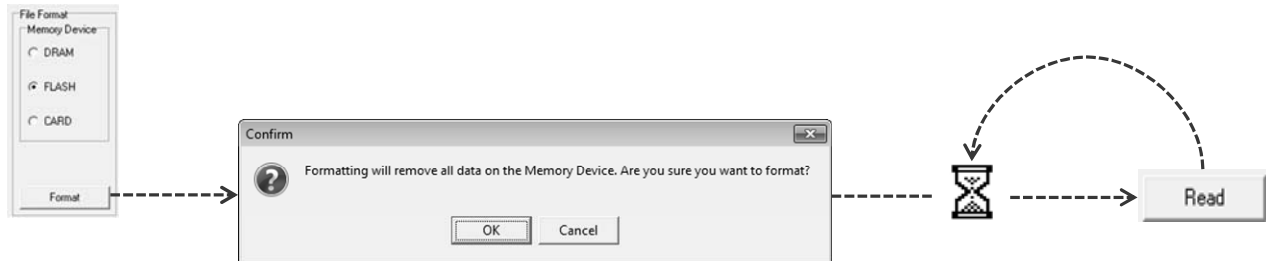 File Format
Memory Device
DRAM
FLASH
CARD
Format
Confirm
Formatting will remove all data on the Memory Device. Are you sure you want to format?
OK
Cancel
Read